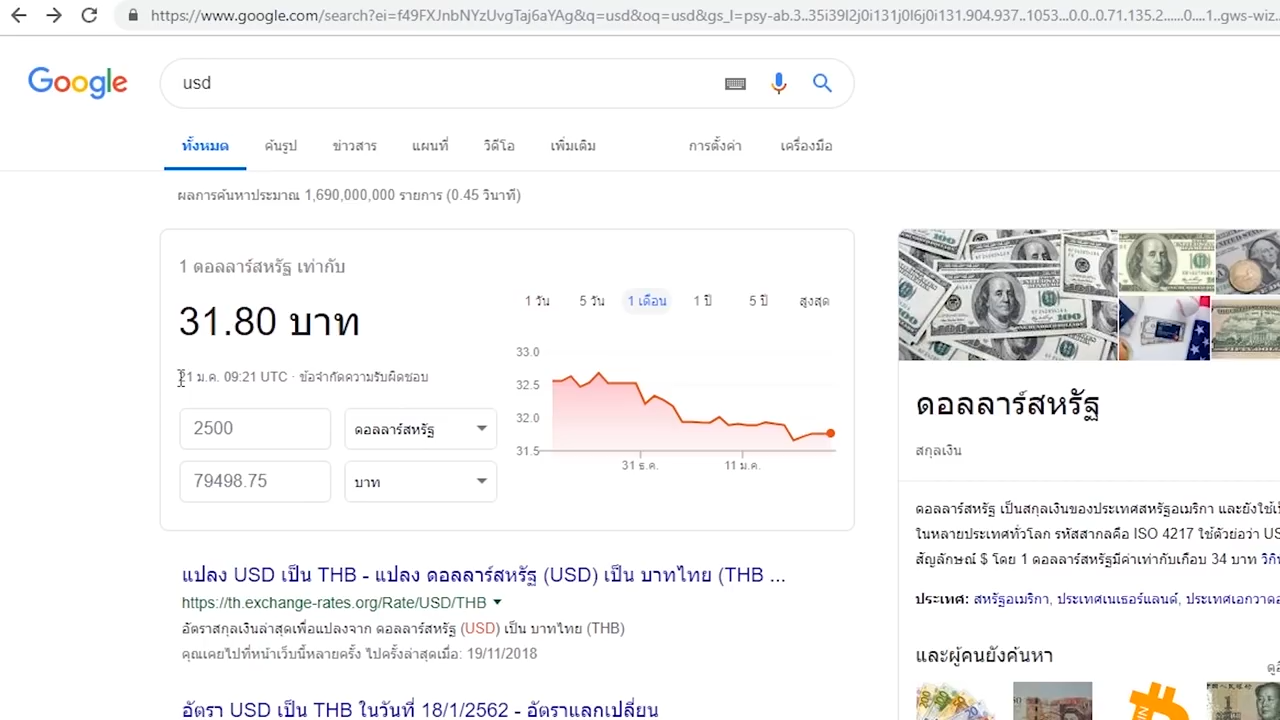 https://www.google.com/search?ei=f49FXJnbNYzUvgTaj6aYAg&q=usd&oq=usd&gs_l=psy-ab.3..35i39l2j0i131j0l6j0i131.904.937..1053...0.0..0.71.135.2......0....1..gws-wiz..
Google
usd
ทั้งหมด ค้นรูป ข่าวสาร แผนที่ วิดีโอ เพิ่มเติม การตั้งค่า เครื่องมือ
ผลการค้นหาประมาณ 1,690,000,000 รายการ (0.45 วินาที)
1 ดอลลาร์สหรัฐ เท่ากับ
31.80 บาท
21 ม.ค. 09:21 UTC · ข้อจำกัดความรับผิดชอบ
2500 ดอลลาร์สหรัฐ
79498.75 บาท
1 วัน 5 วัน 1 เดือน 1 ปี 5 ปี สูงสุด
33.0
32.5
32.0
31.5
31 ธ.ค. 11 ม.ค.
แปลง USD เป็น THB - แปลง ดอลลาร์สหรัฐ (USD) เป็น บาทไทย (THB ...
https://th.exchange-rates.org/Rate/USD/THB
อัตราสกุลเงินล่าสุดเพื่อแปลงจาก ดอลลาร์สหรัฐ (USD) เป็น บาทไทย (THB)
คุณเคยไปที่หน้าเว็บนี้หลายครั้ง ไปครั้งล่าสุดเมื่อ: 19/11/2018
อัตรา USD เป็น THB ในวันที่ 18/1/2562 - อัตราแลกเปลี่ยน
ดอลลาร์สหรัฐ
สกุลเงิน
ดอลลาร์สหรัฐ เป็นสกุลเงินของประเทศสหรัฐอเมริกา และยังใช้เป็
ในหลายประเทศทั่วโลก รหัสสากลคือ ISO 4217 ใช้ตัวย่อว่า US
สัญลักษณ์ $ โดย 1 ดอลลาร์สหรัฐมีค่าเท่ากับเกือบ 34 บาท วิกิ
ประเทศ: สหรัฐอเมริกา, ประเทศเนเธอร์แลนด์, ประเทศเอกวาดอ
และผู้คนยังค้นหา